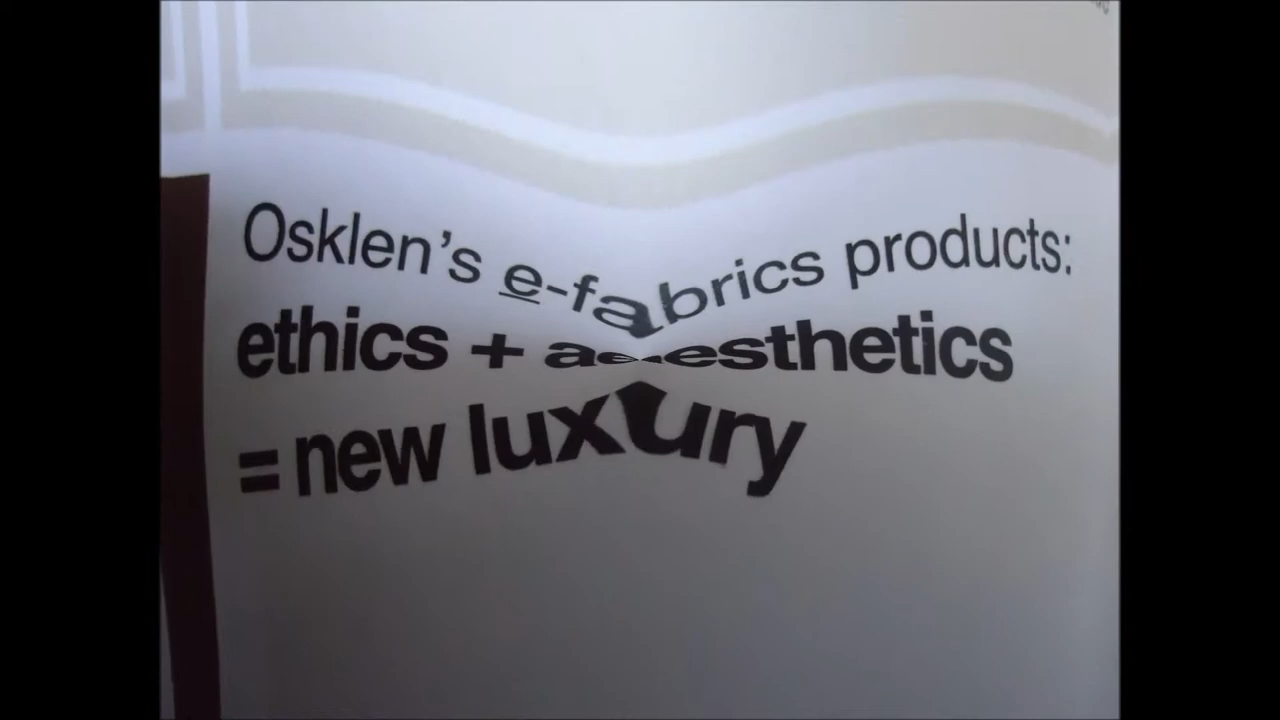 Osklen's e-fabrics products:
ethics + aesthetics
= new luxury